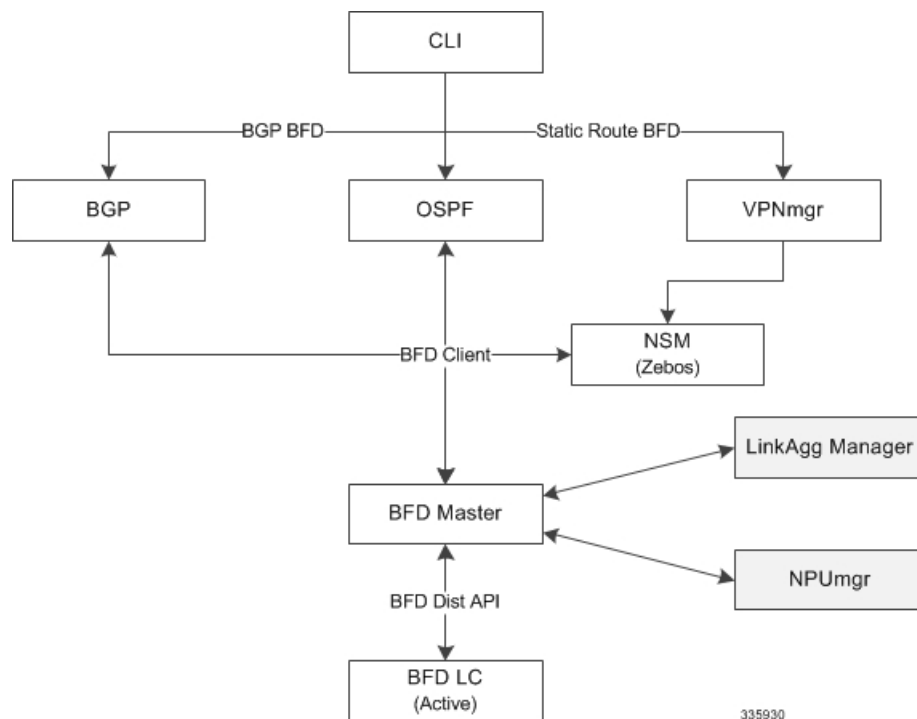 CLI
BGP BFD
Static Route BFD
BGP
OSPF
VPNmgr
BFD Client
NSM
(Zebos)
LinkAgg Manager
BFD Master
NPUmgr
BFD Dist API
BFD LC
(Active)
335930